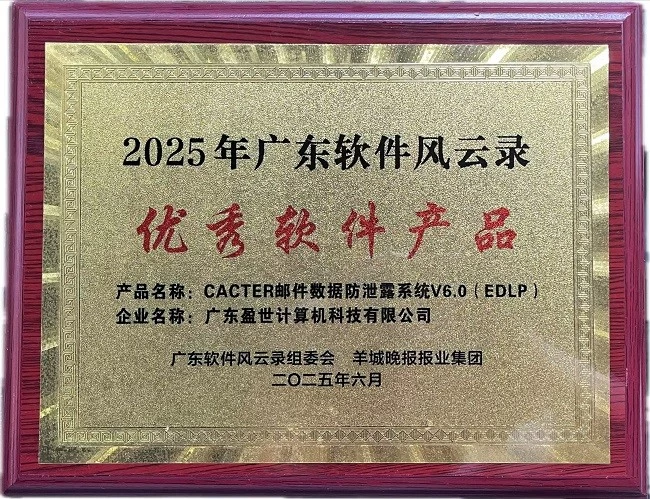 2025年广东软件风云录
优秀软件产品
产品名称：CACTER邮件数据防泄露系统V6.0（EDLP）
企业名称：广东盈世计算机科技有限公司
广东软件风云录组委会 羊城晚报报业集团
二〇二五年六月